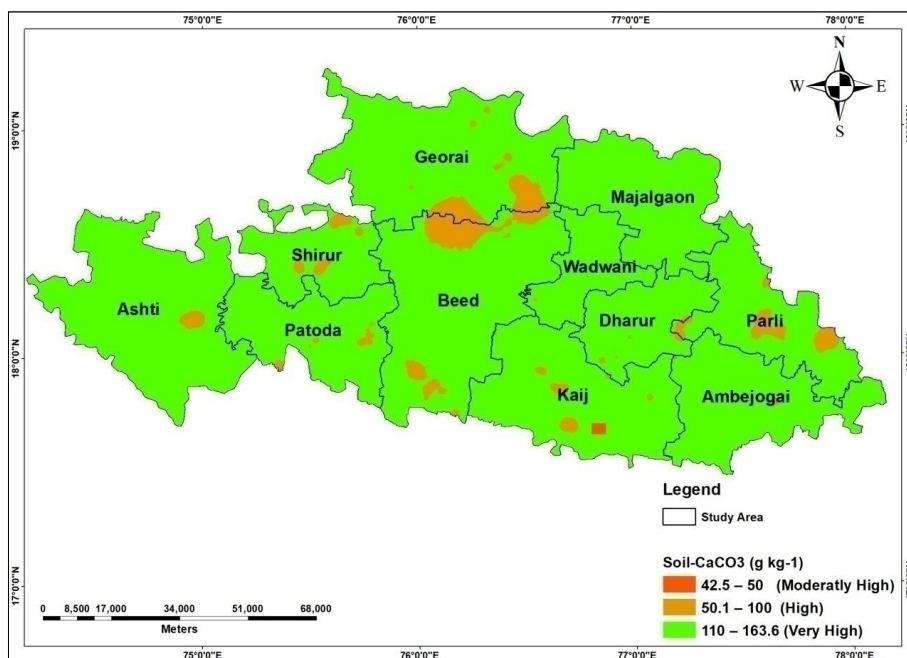 75°0'0"E 76°0'0"E 77°0'0"E 78°0'0"E
N
W E
S
19°0'0"N
Georai
Majalgaon
Shirur
Wadwani
Ashti
Beed
Patoda
Dharur
Parli
18°0'0"N
Kaij
Ambejogai
Legend
Study Area
Soil-CaCO3 (g kg-1)
42.5 – 50 (Moderatly High)
50.1 – 100 (High)
110 – 163.6 (Very High)
17°0'0"N
0 8,500 17,000 34,000 51,000 68,000
Meters
75°0'0"E 76°0'0"E 77°0'0"E 78°0'0"E